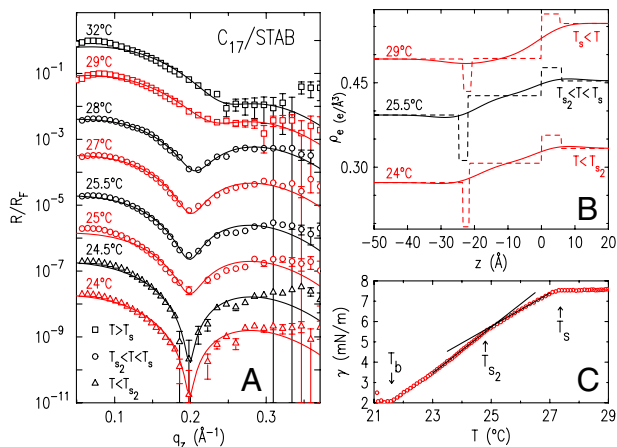 C₁₇/STAB
32°C
29°C
28°C
27°C
25.5°C
25°C
24.5°C
24°C
□ T>Tₛ
○ Tₛ₂<T<Tₛ
△ T<Tₛ₂
A
10⁻¹
10⁻³
10⁻⁵
10⁻⁷
10⁻⁹
10⁻¹¹
R/R_F
0.1
0.2
0.3
q_z (Å⁻¹)
B
29°C
Tₛ<T
25.5°C
Tₛ₂<T<Tₛ
24°C
T<Tₛ₂
0.45
0.30
ρₑ (e/Å³)
−50
−40
−30
−20
−10
0
10
20
z (Å)
8
7
6
5
4
3
2
γ (mN/m)
T_b
Tₛ₂
Tₛ
C
21
23
25
27
29
T (°C)